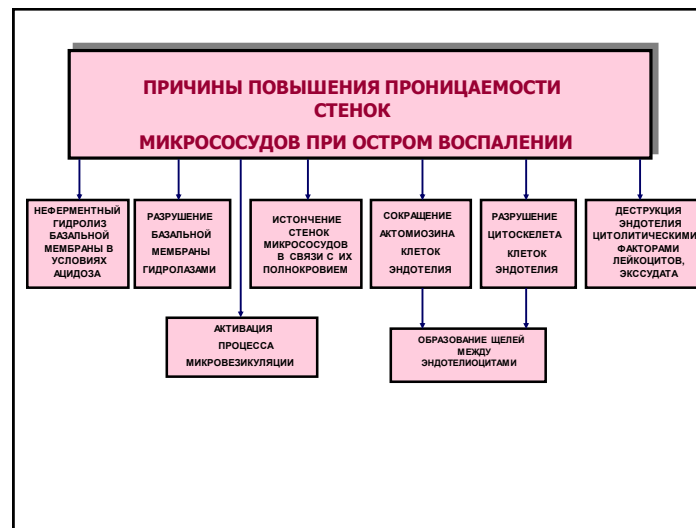 ПРИЧИНЫ ПОВЫШЕНИЯ ПРОНИЦАЕМОСТИ
СТЕНОК
МИКРОСОСУДОВ ПРИ ОСТРОМ ВОСПАЛЕНИИ
НЕФЕРМЕНТНЫЙ
ГИДРОЛИЗ
БАЗАЛЬНОЙ
МЕМБРАНЫ В
УСЛОВИЯХ
АЦИДОЗА
РАЗРУШЕНИЕ
БАЗАЛЬНОЙ
МЕМБРАНЫ
ГИДРОЛАЗАМИ
ИСТОНЧЕНИЕ
СТЕНОК
МИКРОСОСУДОВ
В СВЯЗИ С ИХ
ПОЛНОКРОВИЕМ
СОКРАЩЕНИЕ
АКТОМИОЗИНА
КЛЕТОК
ЭНДОТЕЛИЯ
РАЗРУШЕНИЕ
ЦИТОСКЕЛЕТА
КЛЕТОК
ЭНДОТЕЛИЯ
ДЕСТРУКЦИЯ
ЭНДОТЕЛИЯ
ЦИТОЛИТИЧЕСКИМИ
ФАКТОРАМИ
ЛЕЙКОЦИТОВ,
ЭКССУДАТА
АКТИВАЦИЯ
ПРОЦЕССА
МИКРОВЕЗИКУЛЯЦИИ
ОБРАЗОВАНИЕ ЩЕЛЕЙ
МЕЖДУ
ЭНДОТЕЛИОЦИТАМИ